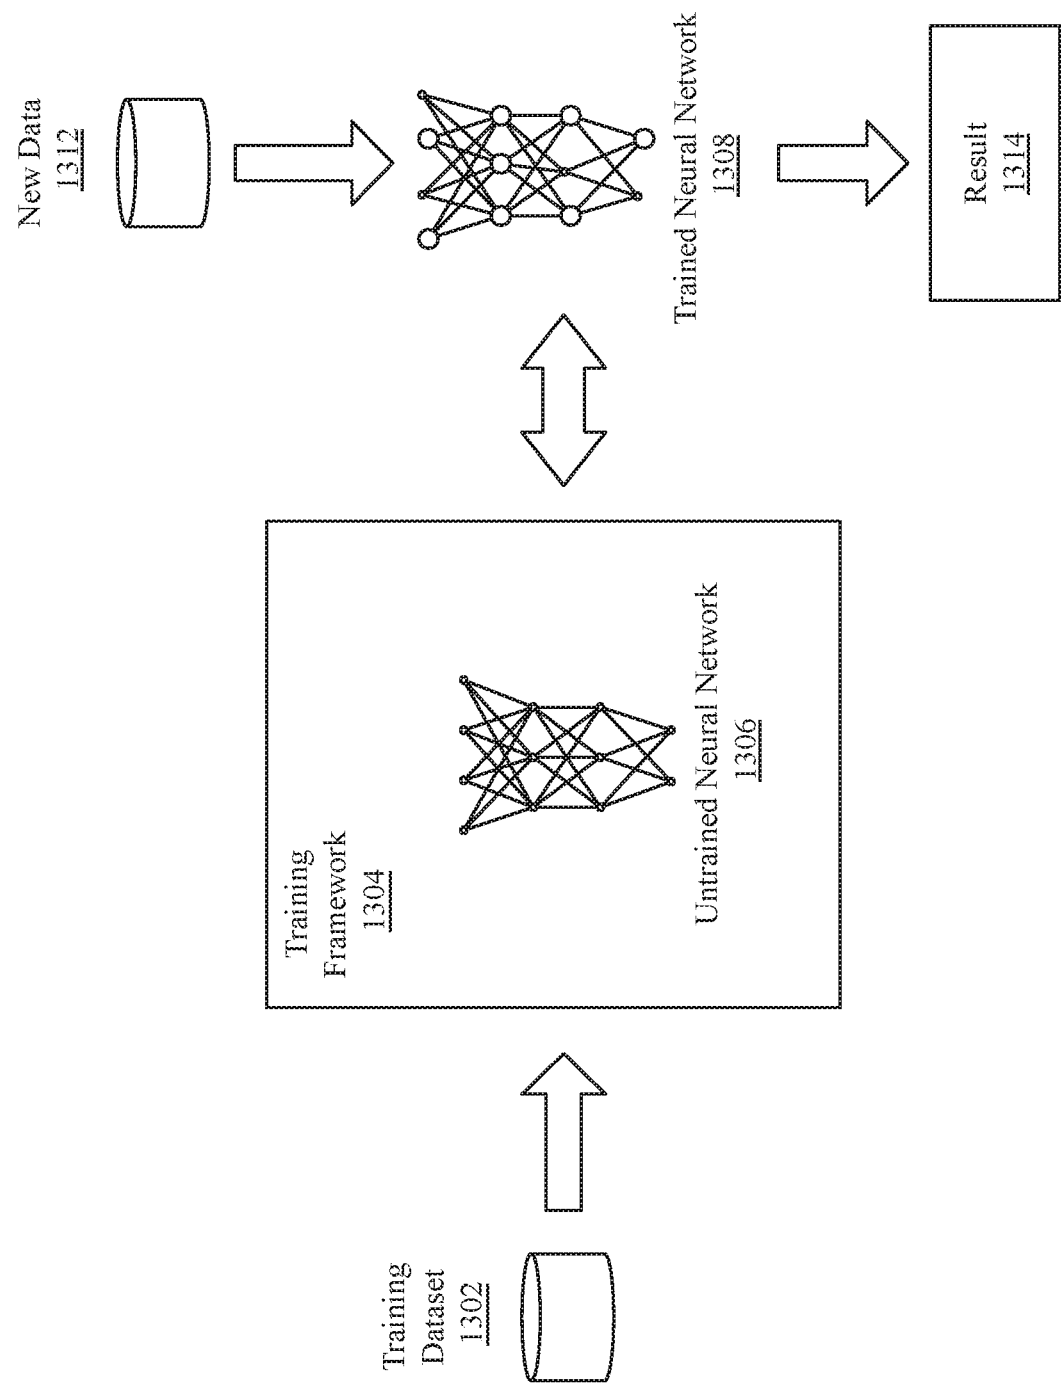 Training
Dataset
1302
Training
Framework
1304
Untrained Neural Network
1306
New Data
1312
Trained Neural Network
1308
Result
1314